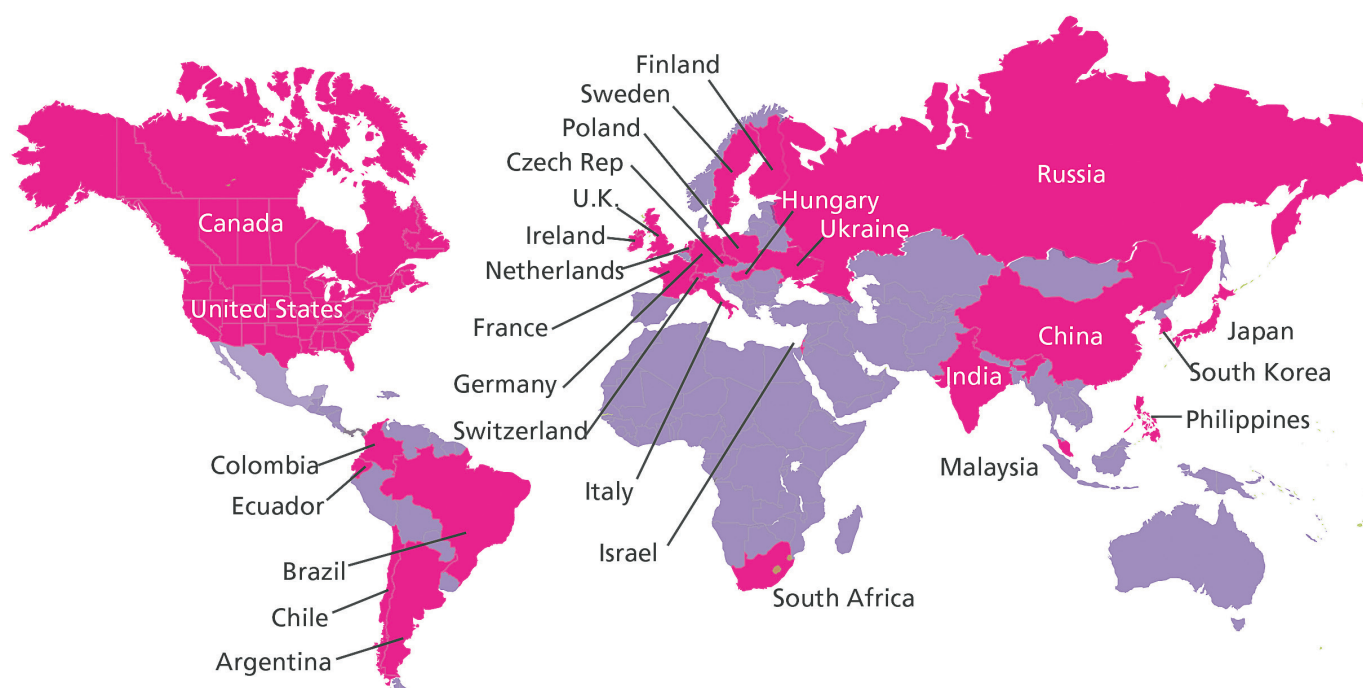 Finland
Sweden
Poland
Czech Rep
U.K.
Ireland
Netherlands
France
Germany
Switzerland
Italy
Israel
Hungary
Ukraine
Russia
Canada
United States
China
Japan
India
South Korea
Philippines
Malaysia
Colombia
Ecuador
Brazil
Chile
Argentina
South Africa